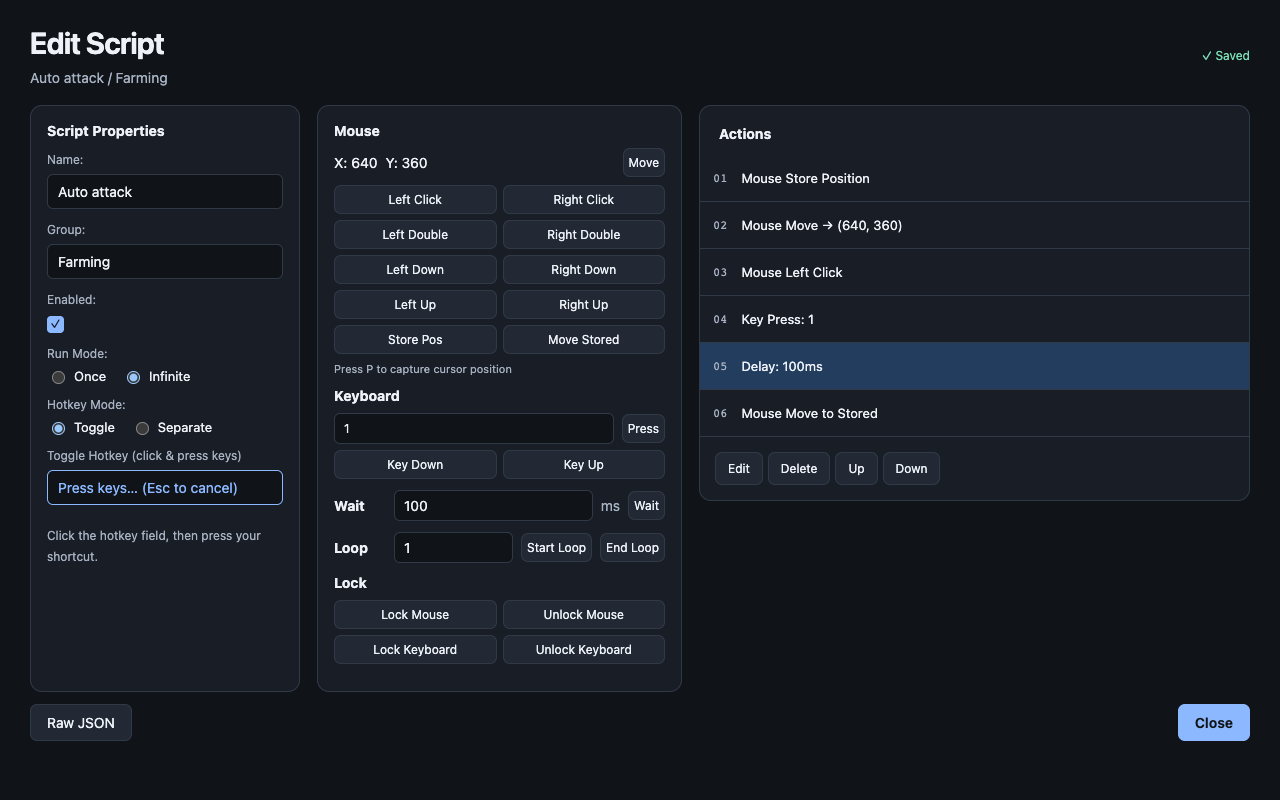 Edit Script
Auto attack / Farming
✓ Saved
Script Properties
Name:
Auto attack
Group:
Farming
Enabled:
Run Mode:
Once Infinite
Hotkey Mode:
Toggle Separate
Toggle Hotkey (click & press keys)
Press keys... (Esc to cancel)
Click the hotkey field, then press your
shortcut.
Mouse
X: 640 Y: 360 Move
Left Click Right Click
Left Double Right Double
Left Down Right Down
Left Up Right Up
Store Pos Move Stored
Press P to capture cursor position
Keyboard
1 Press
Key Down Key Up
Wait 100 ms Wait
Loop 1 Start Loop End Loop
Lock
Lock Mouse Unlock Mouse
Lock Keyboard Unlock Keyboard
Actions
01 Mouse Store Position
02 Mouse Move → (640, 360)
03 Mouse Left Click
04 Key Press: 1
05 Delay: 100ms
06 Mouse Move to Stored
Edit Delete Up Down
Raw JSON
Close